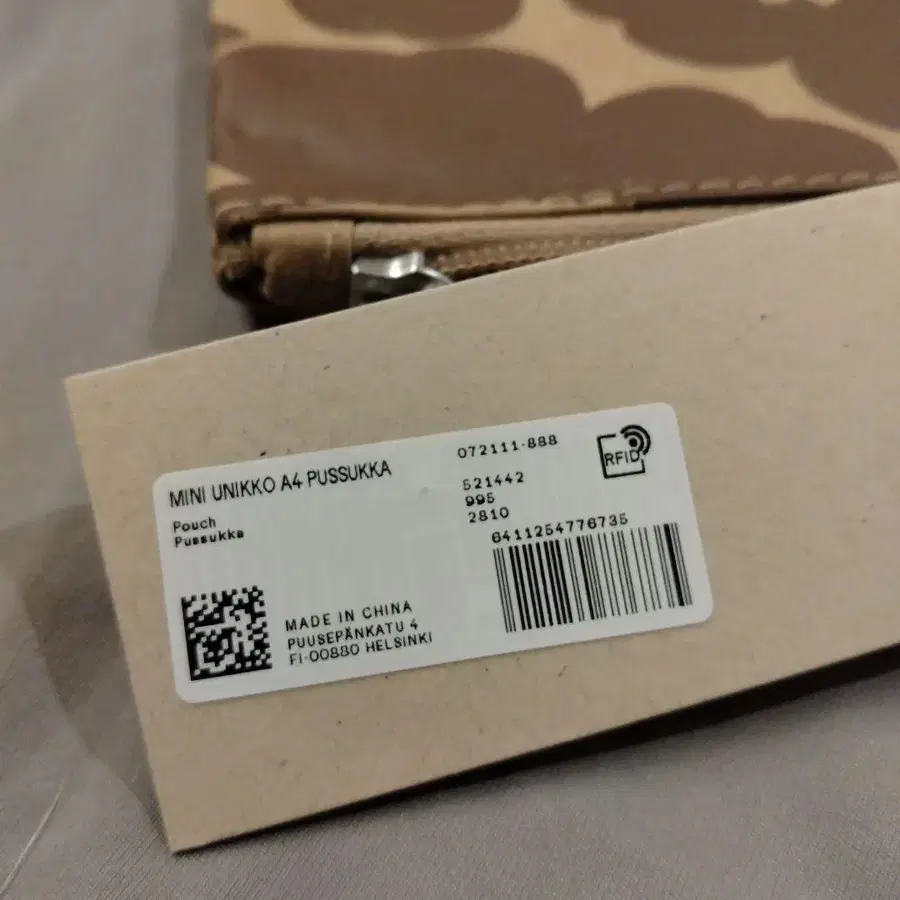 MINI UNIKKO A4 PUSSUKKA
Pouch
Pussukka
072111-888
521442
995
2810
RFID
6411254776735
MADE IN CHINA
PUUSEPÄNKATU 4
FI-00880 HELSINKI